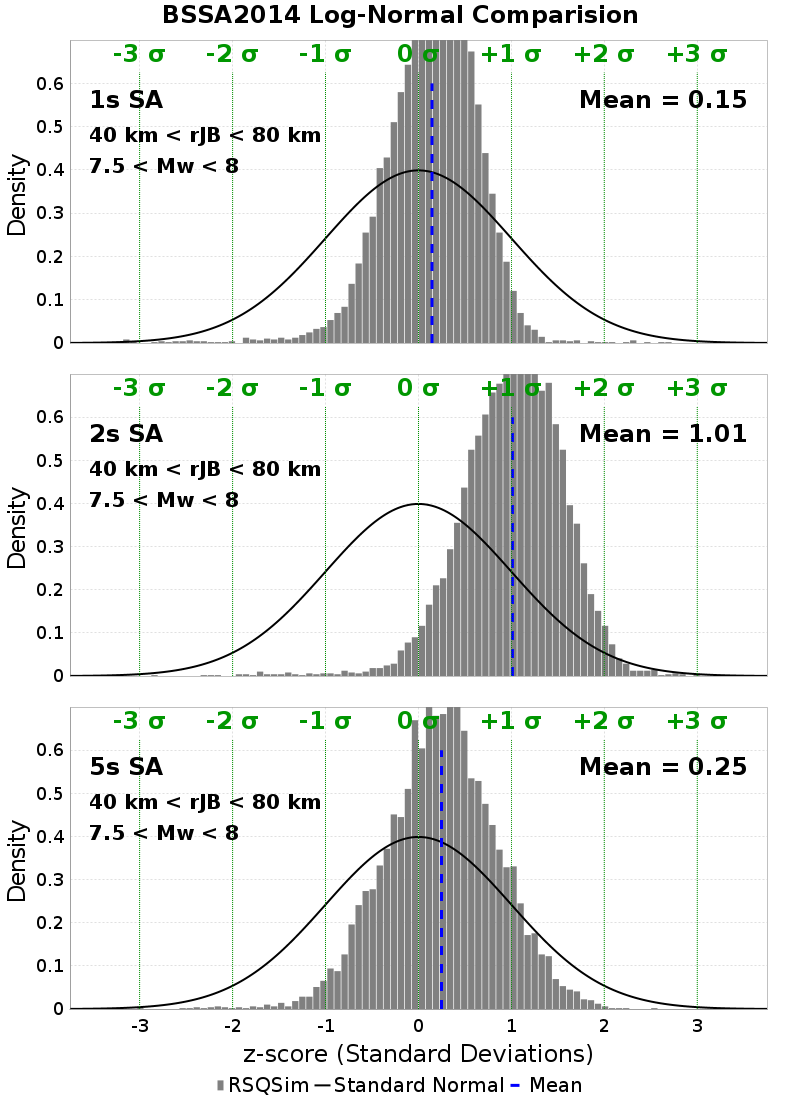 BSSA2014 Log-Normal Comparision
-3 σ -2 σ -1 σ 0 σ +1 σ +2 σ +3 σ
1s SA Mean = 0.15
40 km < rJB < 80 km
7.5 < Mw < 8
Density
0.6
0.5
0.4
0.3
0.2
0.1
0
-3 σ -2 σ -1 σ 0 σ +1 σ +2 σ +3 σ
2s SA Mean = 1.01
40 km < rJB < 80 km
7.5 < Mw < 8
Density
0.6
0.5
0.4
0.3
0.2
0.1
0
-3 σ -2 σ -1 σ 0 σ +1 σ +2 σ +3 σ
5s SA Mean = 0.25
40 km < rJB < 80 km
7.5 < Mw < 8
Density
0.6
0.5
0.4
0.3
0.2
0.1
0
-3 -2 -1 0 1 2 3
z-score (Standard Deviations)
RSQSim Standard Normal Mean